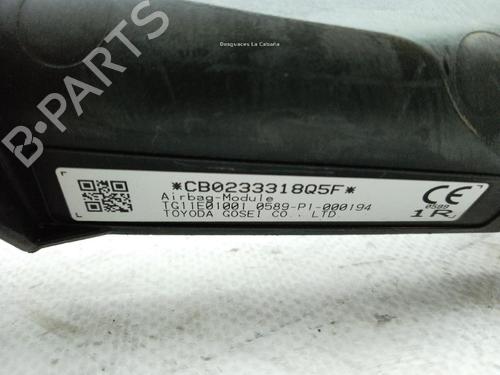 Desguaces La Cabaña
B-PARTS
*CB0233318Q5F*
Airbag-Module
TG11E01001 0589-P1-000194
TOYODA GOSEI CO., LTD.
CE
0589
1R